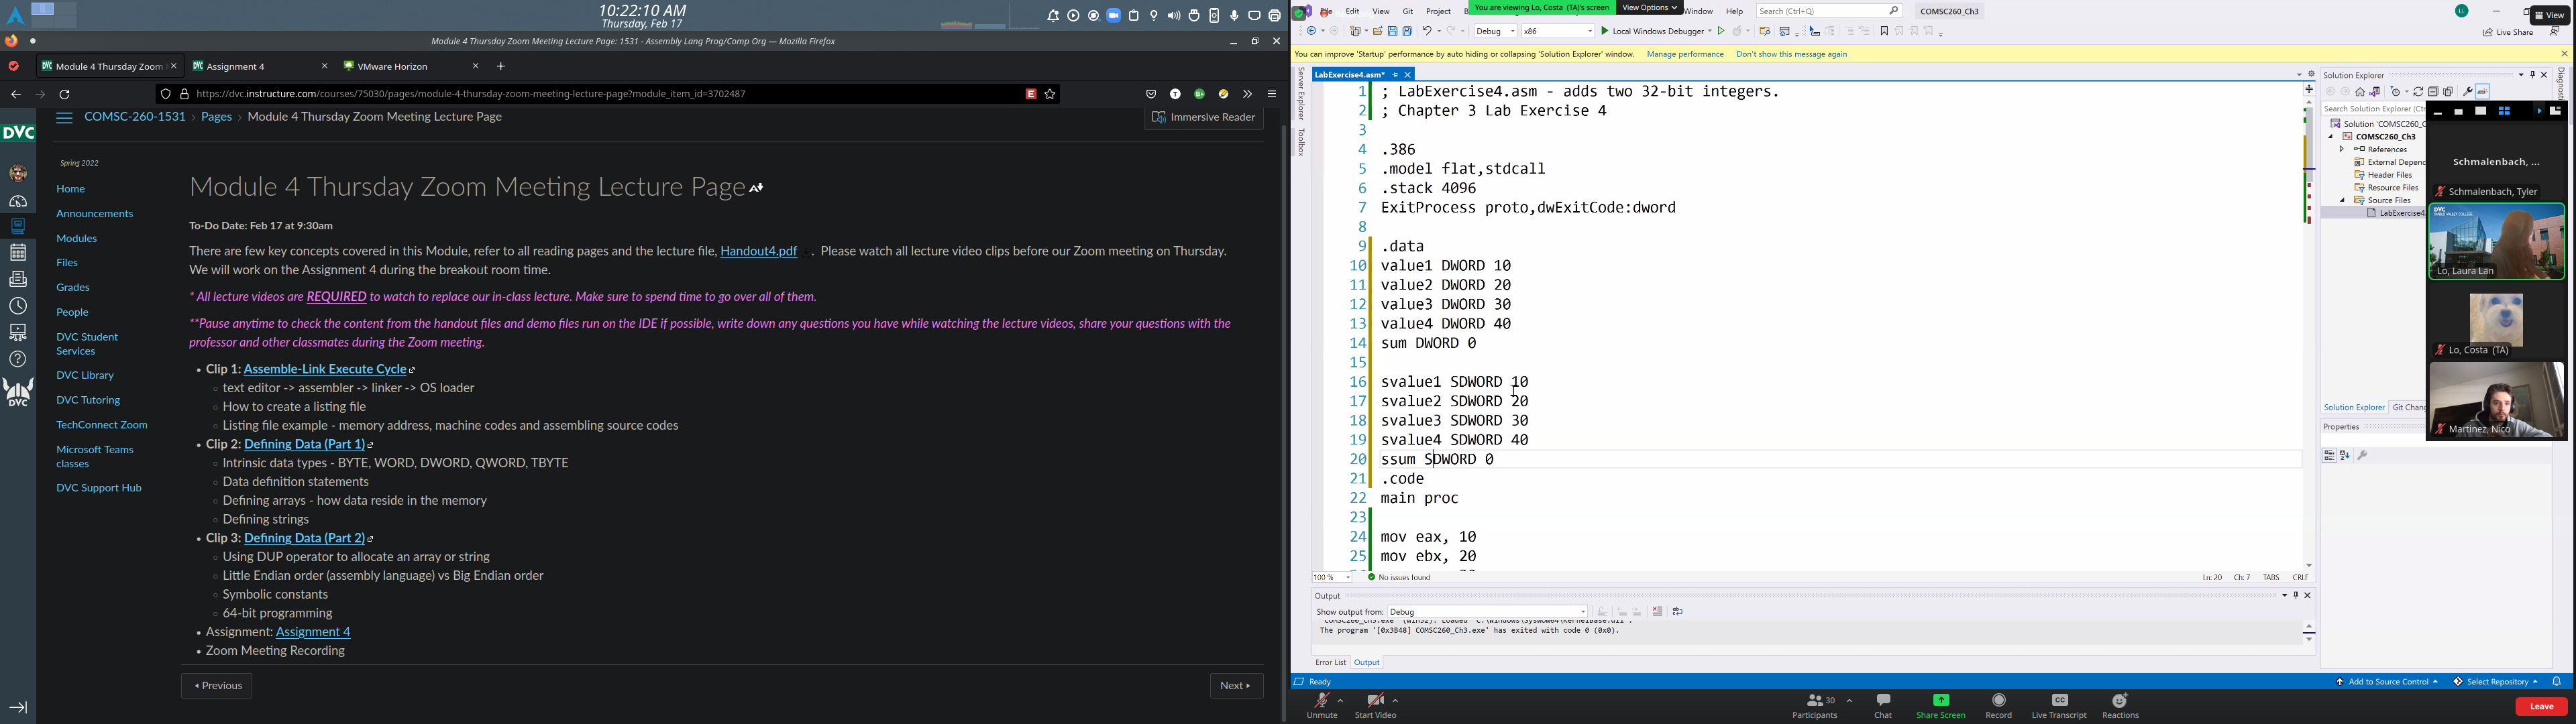 10:22:10 AM
Thursday, Feb 17
Module 4 Thursday Zoom Meeting Lecture Page: 1531 - Assembly Lang Prog/Comp Org — Mozilla Firefox
Module 4 Thursday Zoom
Assignment 4
VMware Horizon
https://dvc.instructure.com/courses/75030/pages/module-4-thursday-zoom-meeting-lecture-page?module_item_id=3702487
DVC
COMSC-260-1531 › Pages › Module 4 Thursday Zoom Meeting Lecture Page
Immersive Reader
Spring 2022
Home
Announcements
Modules
Files
Grades
People
DVC Student
Services
DVC Library
DVC Tutoring
TechConnect Zoom
Microsoft Teams
classes
DVC Support Hub
DVC
Module 4 Thursday Zoom Meeting Lecture Page
To-Do Date: Feb 17 at 9:30am
There are few key concepts covered in this Module, refer to all reading pages and the lecture file, Handout4.pdf . Please watch all lecture video clips before our Zoom meeting on Thursday.
We will work on the Assignment 4 during the breakout room time.
* All lecture videos are REQUIRED to watch to replace our in-class lecture. Make sure to spend time to go over all of them.
**Pause anytime to check the content from the handout files and demo files run on the IDE if possible, write down any questions you have while watching the lecture videos, share your questions with the
professor and other classmates during the Zoom meeting.
Clip 1: Assemble-Link Execute Cycle
text editor -> assembler -> linker -> OS loader
How to create a listing file
Listing file example - memory address, machine codes and assembling source codes
Clip 2: Defining Data (Part 1)
Intrinsic data types - BYTE, WORD, DWORD, QWORD, TBYTE
Data definition statements
Defining arrays - how data reside in the memory
Defining strings
Clip 3: Defining Data (Part 2)
Using DUP operator to allocate an array or string
Little Endian order (assembly language) vs Big Endian order
Symbolic constants
64-bit programming
Assignment: Assignment 4
Zoom Meeting Recording
Previous
Next
You are viewing Lo, Costa (TA)'s screen
View Options
Edit View Git Project
Window Help
Search (Ctrl+Q)
COMSC260_Ch3
View
Debug x86
Local Windows Debugger
Live Share
You can improve 'Startup' performance by auto hiding or collapsing 'Solution Explorer' window.
Manage performance
Don't show this message again
Server Explorer
Toolbox
LabExercise4.asm*
1 ; LabExercise4.asm - adds two 32-bit integers.
2 ; Chapter 3 Lab Exercise 4
3
4 .386
5 .model flat,stdcall
6 .stack 4096
7 ExitProcess proto,dwExitCode:dword
8
9 .data
10 value1 DWORD 10
11 value2 DWORD 20
12 value3 DWORD 30
13 value4 DWORD 40
14 sum DWORD 0
15
16 svalue1 SDWORD 10
17 svalue2 SDWORD 20
18 svalue3 SDWORD 30
19 svalue4 SDWORD 40
20 ssum SDWORD 0
21 .code
22 main proc
23
24 mov eax, 10
25 mov ebx, 20
100 %
No issues found
Ln: 20 Ch: 7 TABS CRLF
Output
Show output from: Debug
The program '[0x3B48] COMSC260_Ch3.exe' has exited with code 0 (0x0).
Error List Output
Ready
Add to Source Control
Select Repository
Solution Explorer
Search Solution Explorer (Ct
Solution 'COMSC260_C
COMSC260_Ch3
References
External Depend
Header Files
Resource Files
Source Files
LabExercise4
Solution Explorer Git Chang
Properties
Schmalenbach, ...
Schmalenbach, Tyler
DVC
Lo, Laura Lan
Lo, Costa (TA)
Martinez, Nico
Unmute
Start Video
30
Participants
Chat
Share Screen
Record
CC
Live Transcript
Reactions
Leave